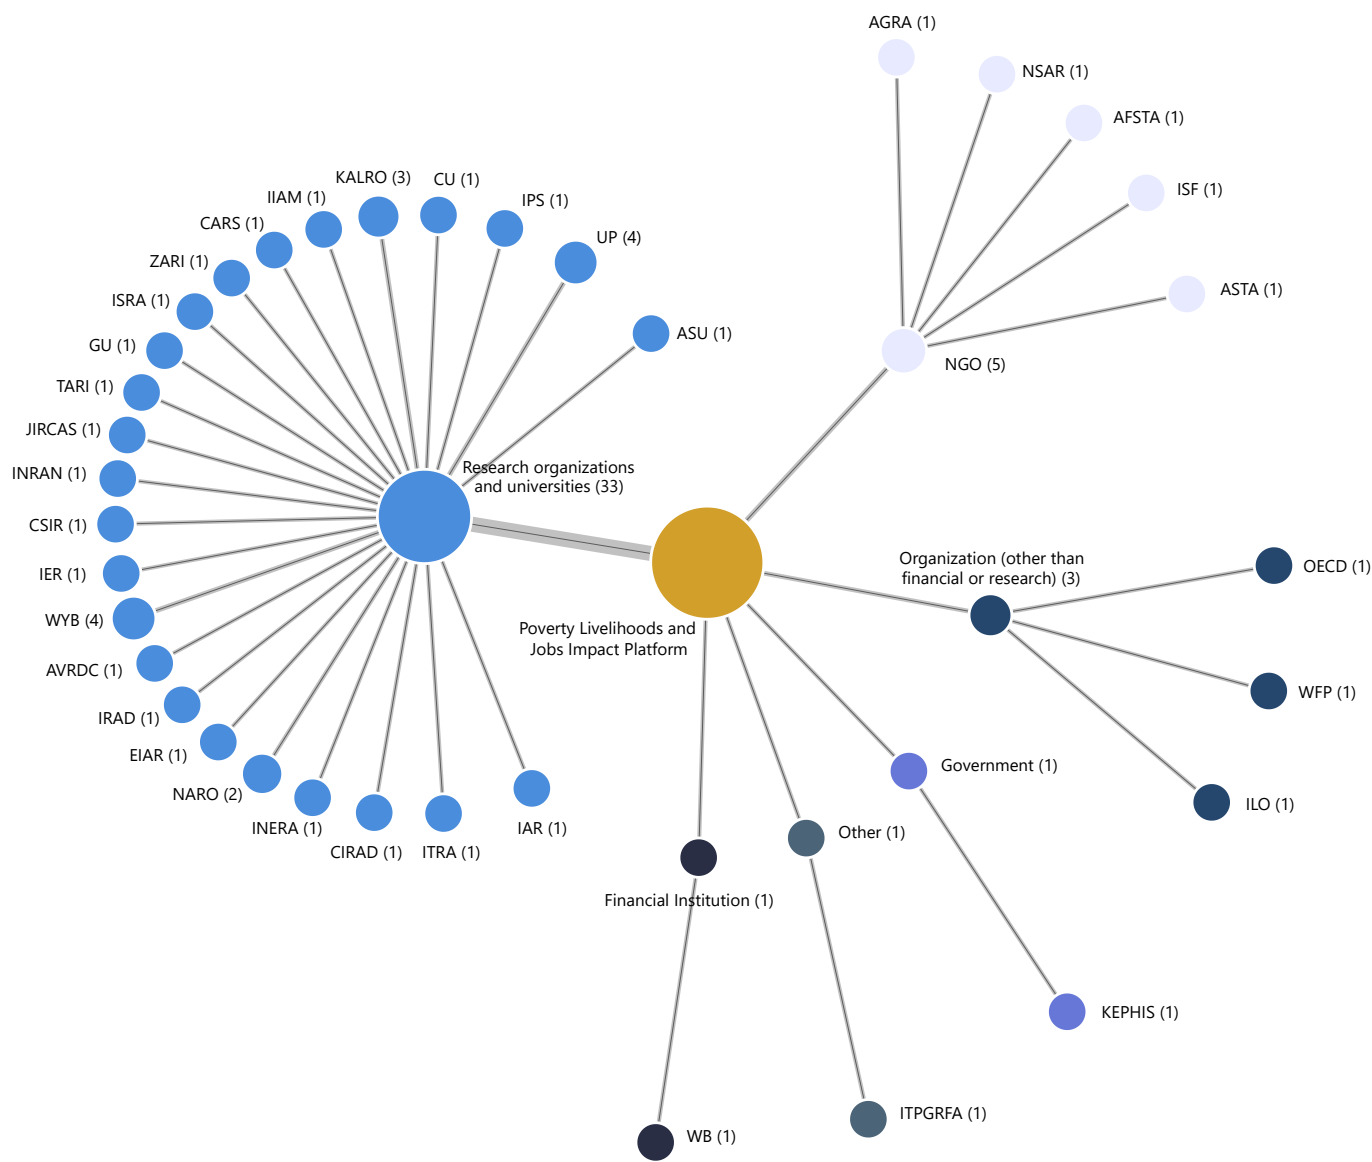 AGRA (1)
NSAR (1)
AFSTA (1)
ISF (1)
ASTA (1)
NGO (5)
KALRO (3)
CU (1)
IPS (1)
UP (4)
ASU (1)
IIAM (1)
CARS (1)
ZARI (1)
ISRA (1)
GU (1)
TARI (1)
JIRCAS (1)
INRAN (1)
CSIR (1)
IER (1)
WYB (4)
AVRDC (1)
IRAD (1)
EIAR (1)
NARO (2)
INERA (1)
CIRAD (1)
ITRA (1)
IAR (1)
Research organizations
and universities (33)
Poverty Livelihoods and
Jobs Impact Platform
Organization (other than
financial or research) (3)
OECD (1)
WFP (1)
ILO (1)
Government (1)
KEPHIS (1)
Other (1)
ITPGRFA (1)
Financial Institution (1)
WB (1)